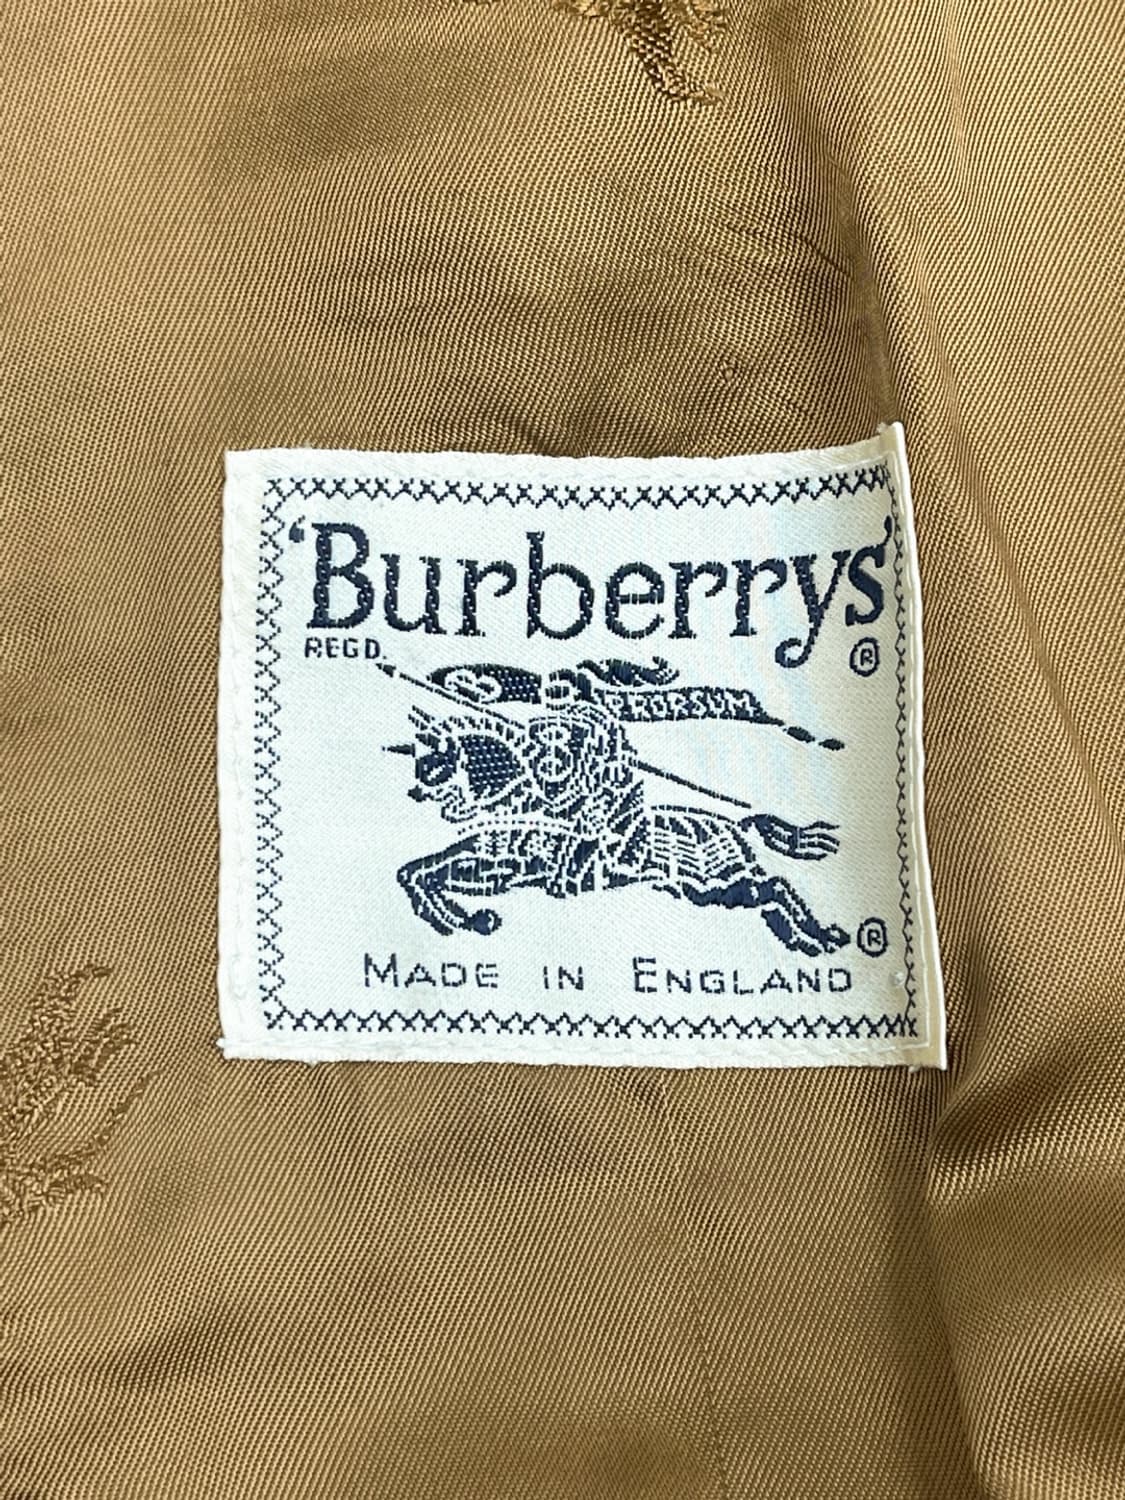 'Burberrys'
REGD. ®
B
PRORSUM
B
®
MADE IN ENGLAND